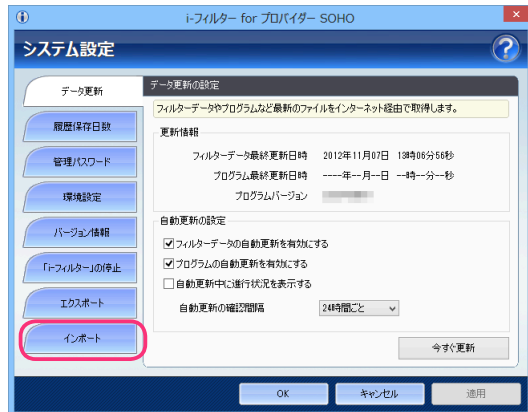 i-フィルター for プロバイダー SOHO
システム設定
データ更新
履歴保存日数
管理パスワード
環境設定
バージョン情報
「i-フィルター」の停止
エクスポート
インポート
データ更新の設定
フィルターデータやプログラムなど最新のファイルをインターネット経由で取得します。
更新情報
フィルターデータ最終更新日時 2012年11月07日 13時06分56秒
プログラム最終更新日時 ----年--月--日 --時--分--秒
プログラムバージョン
自動更新の設定
フィルターデータの自動更新を有効にする
プログラムの自動更新を有効にする
自動更新中に進行状況を表示する
自動更新の確認間隔 24時間ごと
今すぐ更新
OK キャンセル 適用